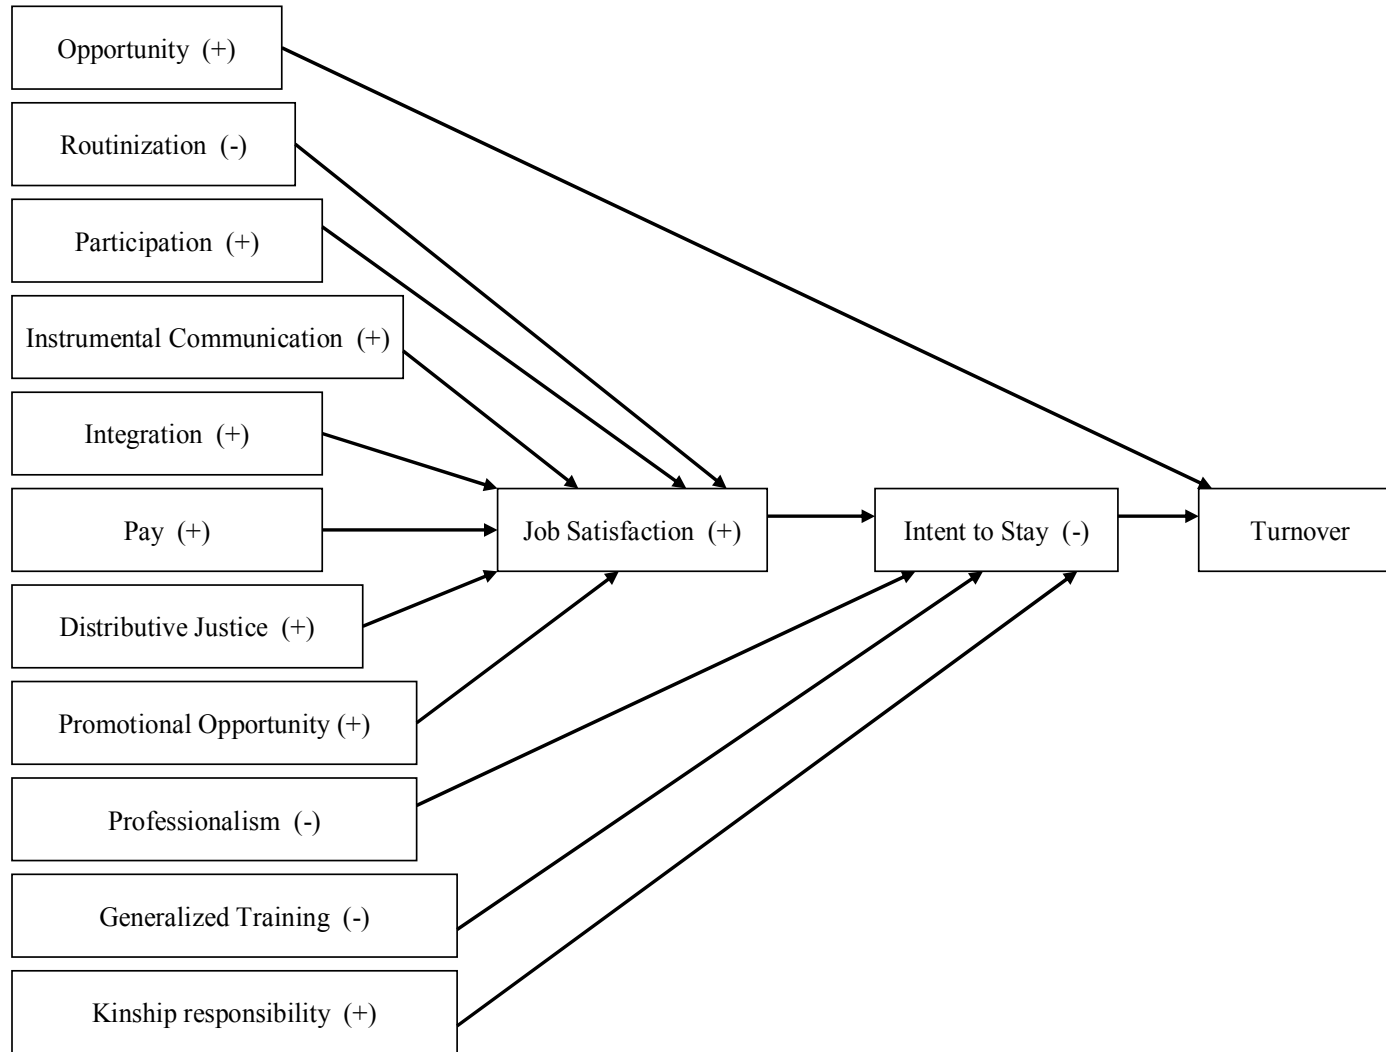 Opportunity (+)
Routinization (-)
Participation (+)
Instrumental Communication (+)
Integration (+)
Pay (+)
Job Satisfaction (+)
Intent to Stay (-)
Turnover
Distributive Justice (+)
Promotional Opportunity (+)
Professionalism (-)
Generalized Training (-)
Kinship responsibility (+)